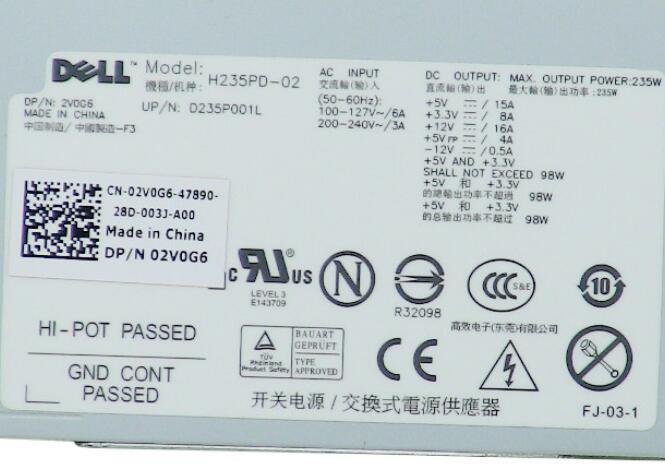 DELL
Model: H235PD-02
機種/机种:
DP/N: 2V0G6
MADE IN CHINA
中国制造/中國製造-F3
UP/N: D235P001L
AC INPUT
交流輸(输)入
(50-60Hz):
100-127V~/6A
200-240V~/3A
DC OUTPUT: MAX. OUTPUT POWER:235W
直流輸(输)出 最大輸(输)出功率:235W
+5V ⎓ / 15A
+3.3V ⎓ / 8A
+12V ⎓ / 16A
+5VFP ⎓ / 4A
-12V ⎓ / 0.5A
+5V AND +3.3V
SHALL NOT EXCEED 98W
+5V 和 +3.3V
的總輸出功率不超過 98W
+5V 和 +3.3V
的总输出功率不超过 98W
CN-02V0G6-47890-
28D-003J-A00
Made in China
DP/N 02V0G6
c RU ® US
LEVEL 3
E143709
N
R32098
CCC S&E
10
高效电子(东莞)有限公司
HI-POT PASSED
GND CONT
PASSED
TÜV
Rheinland
Product Safety
BAUART
GEPRÜFT
TYPE
APPROVED
CE
开关电源/交換式電源供應器
FJ-03-1